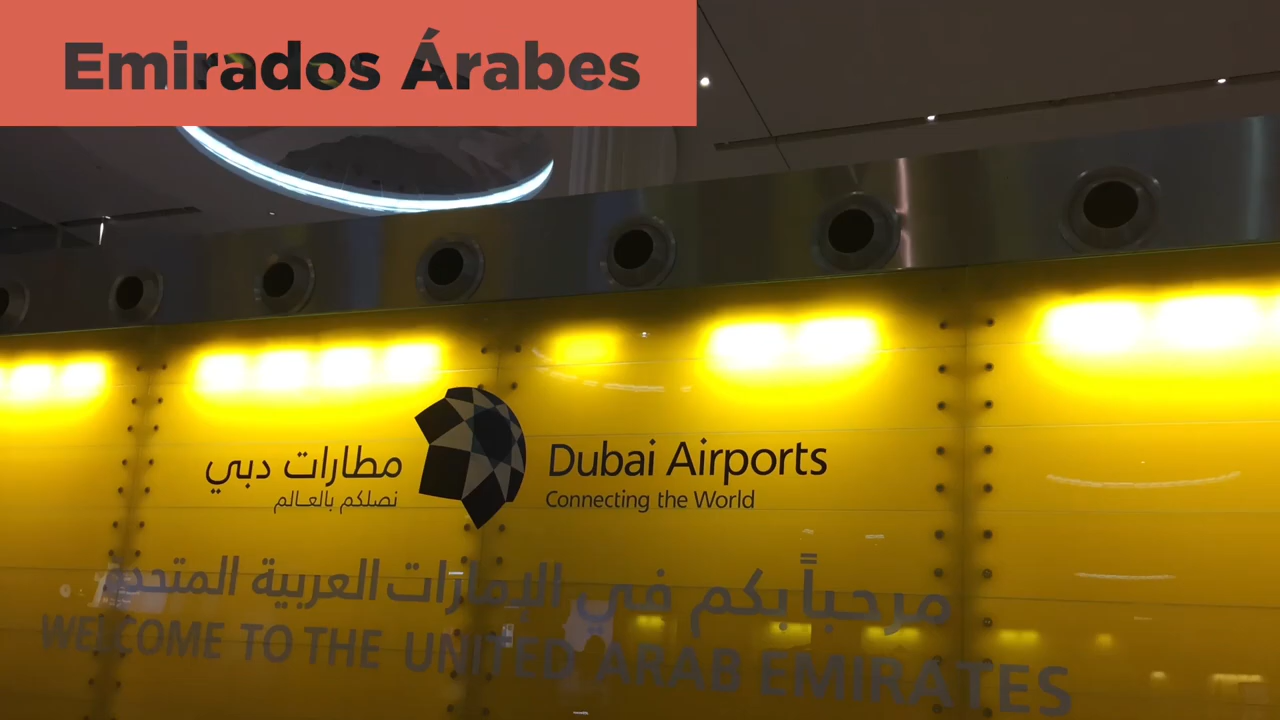 Emirados Árabes
مطارات دبي
نصلكم بالعالم
Dubai Airports
Connecting the World
مرحباً بكم في الإمارات العربية المتحدة
WELCOME TO THE UNITED ARAB EMIRATES